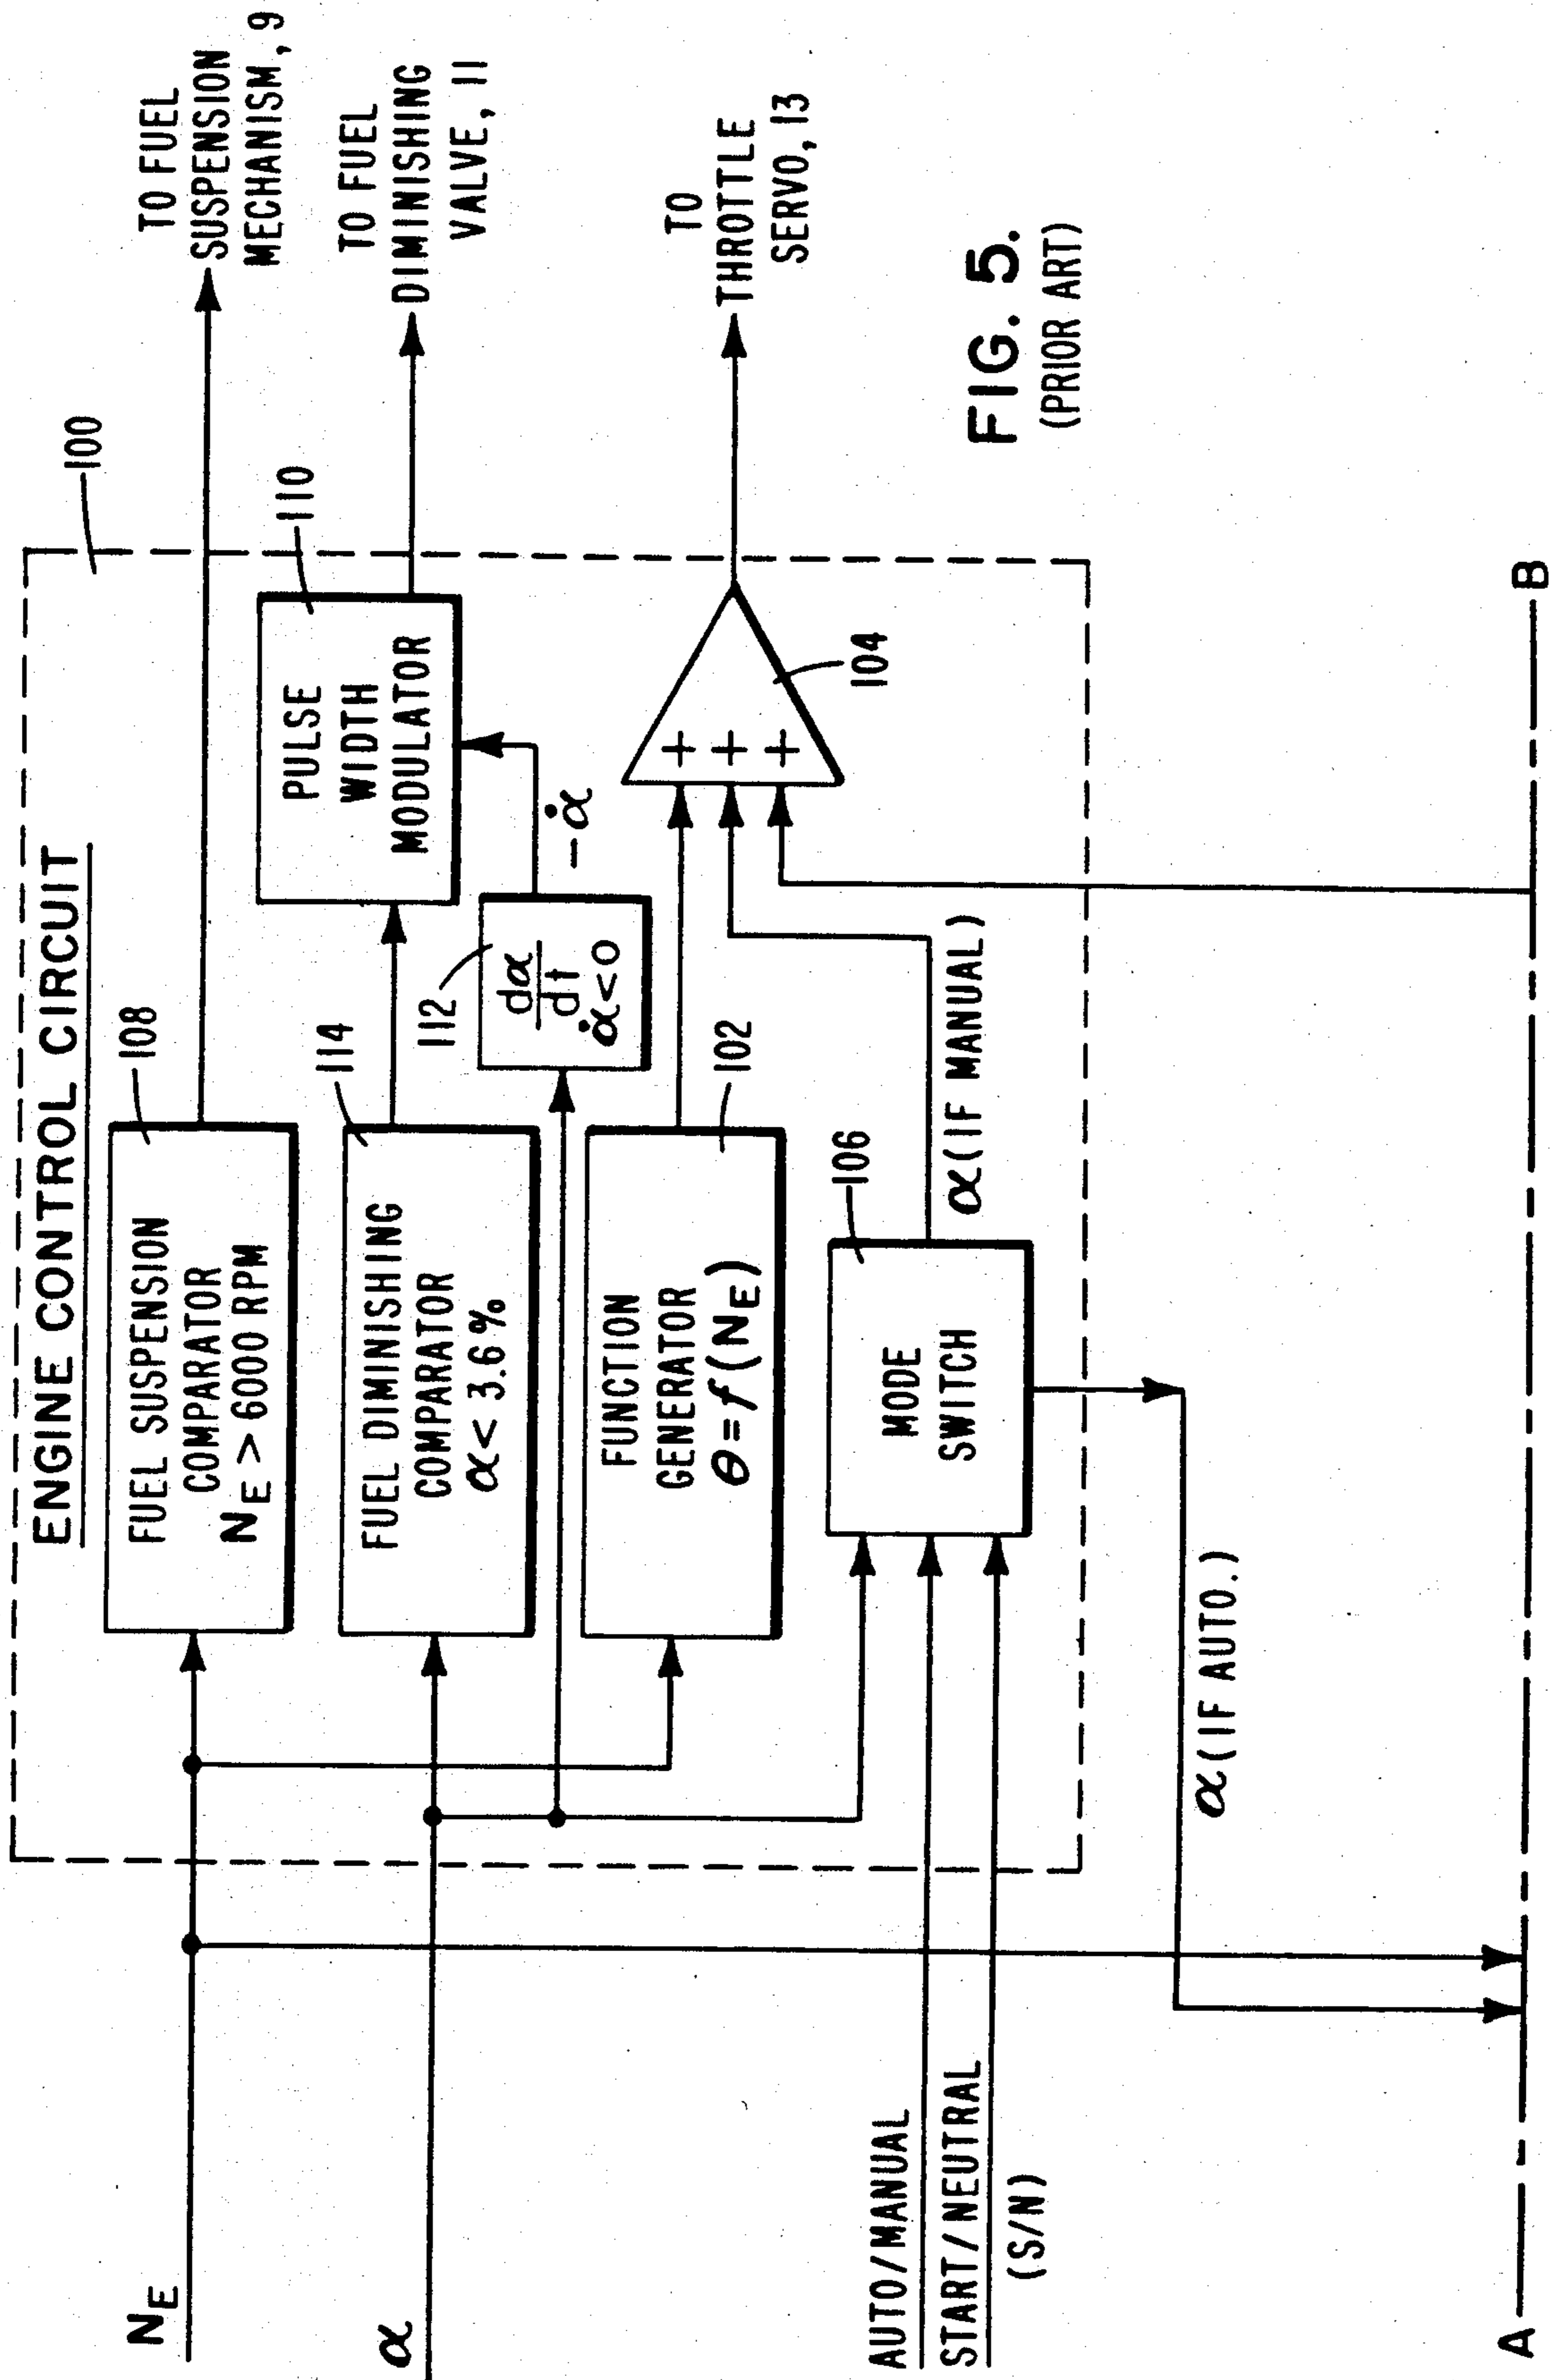 ENGINE CONTROL CIRCUIT
100
N_E
FUEL SUSPENSION
COMPARATOR
N_E > 6000 RPM
108
TO FUEL
SUSPENSION
MECHANISM, 9
α
FUEL DIMINISHING
COMPARATOR
α < 3.6 %
114
PULSE
WIDTH
MODULATOR
110
TO FUEL
DIMINISHING
VALVE, 11
112
dα
dt
α̇ < 0
-α̇
FUNCTION
GENERATOR
θ = f (N_E)
102
+
+
+
104
TO
THROTTLE
SERVO, 13
AUTO/MANUAL
START/NEUTRAL
(S/N)
MODE
SWITCH
106
α (IF MANUAL)
α (IF AUTO.)
FIG. 5.
(PRIOR ART)
A
B